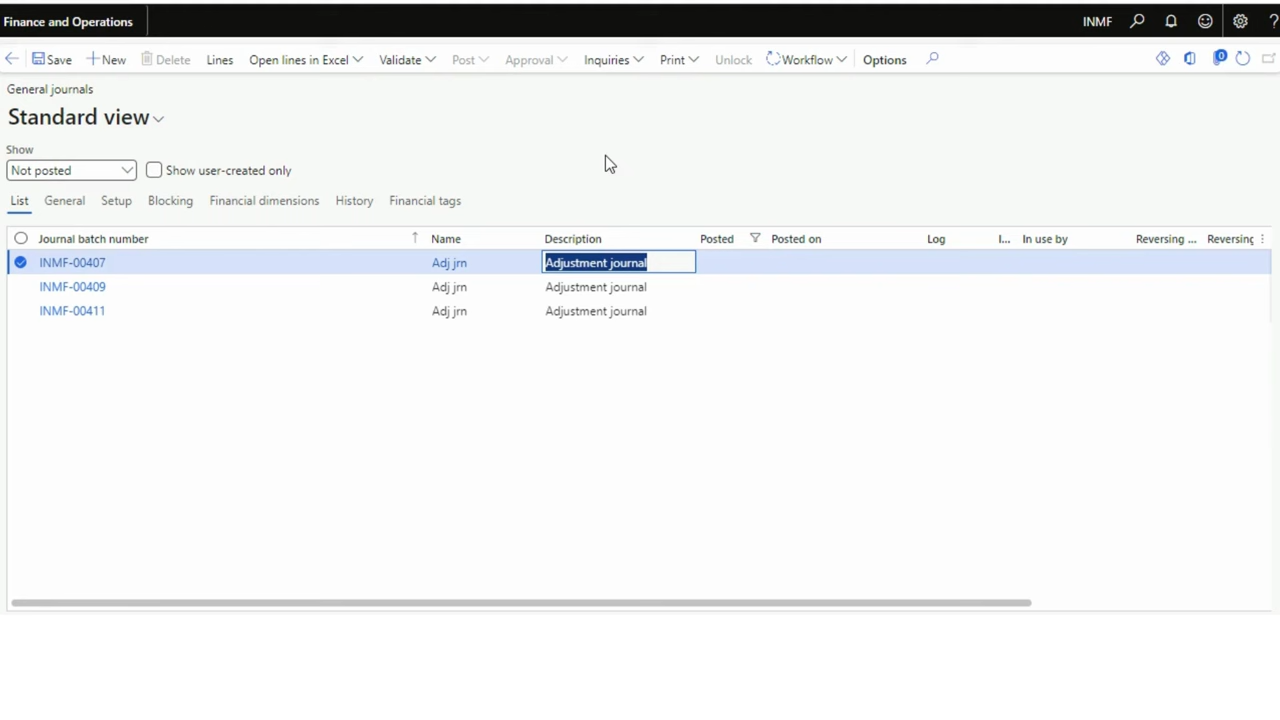 Finance and Operations INMF ?
Save New Delete Lines Open lines in Excel Validate Post Approval Inquiries Print Unlock Workflow Options 0
General journals
Standard view
Show
Not posted Show user-created only
List General Setup Blocking Financial dimensions History Financial tags
Journal batch number Name Description Posted Posted on Log I... In use by Reversing ... Reversing
INMF-00407 Adj jrn Adjustment journal
INMF-00409 Adj jrn Adjustment journal
INMF-00411 Adj jrn Adjustment journal